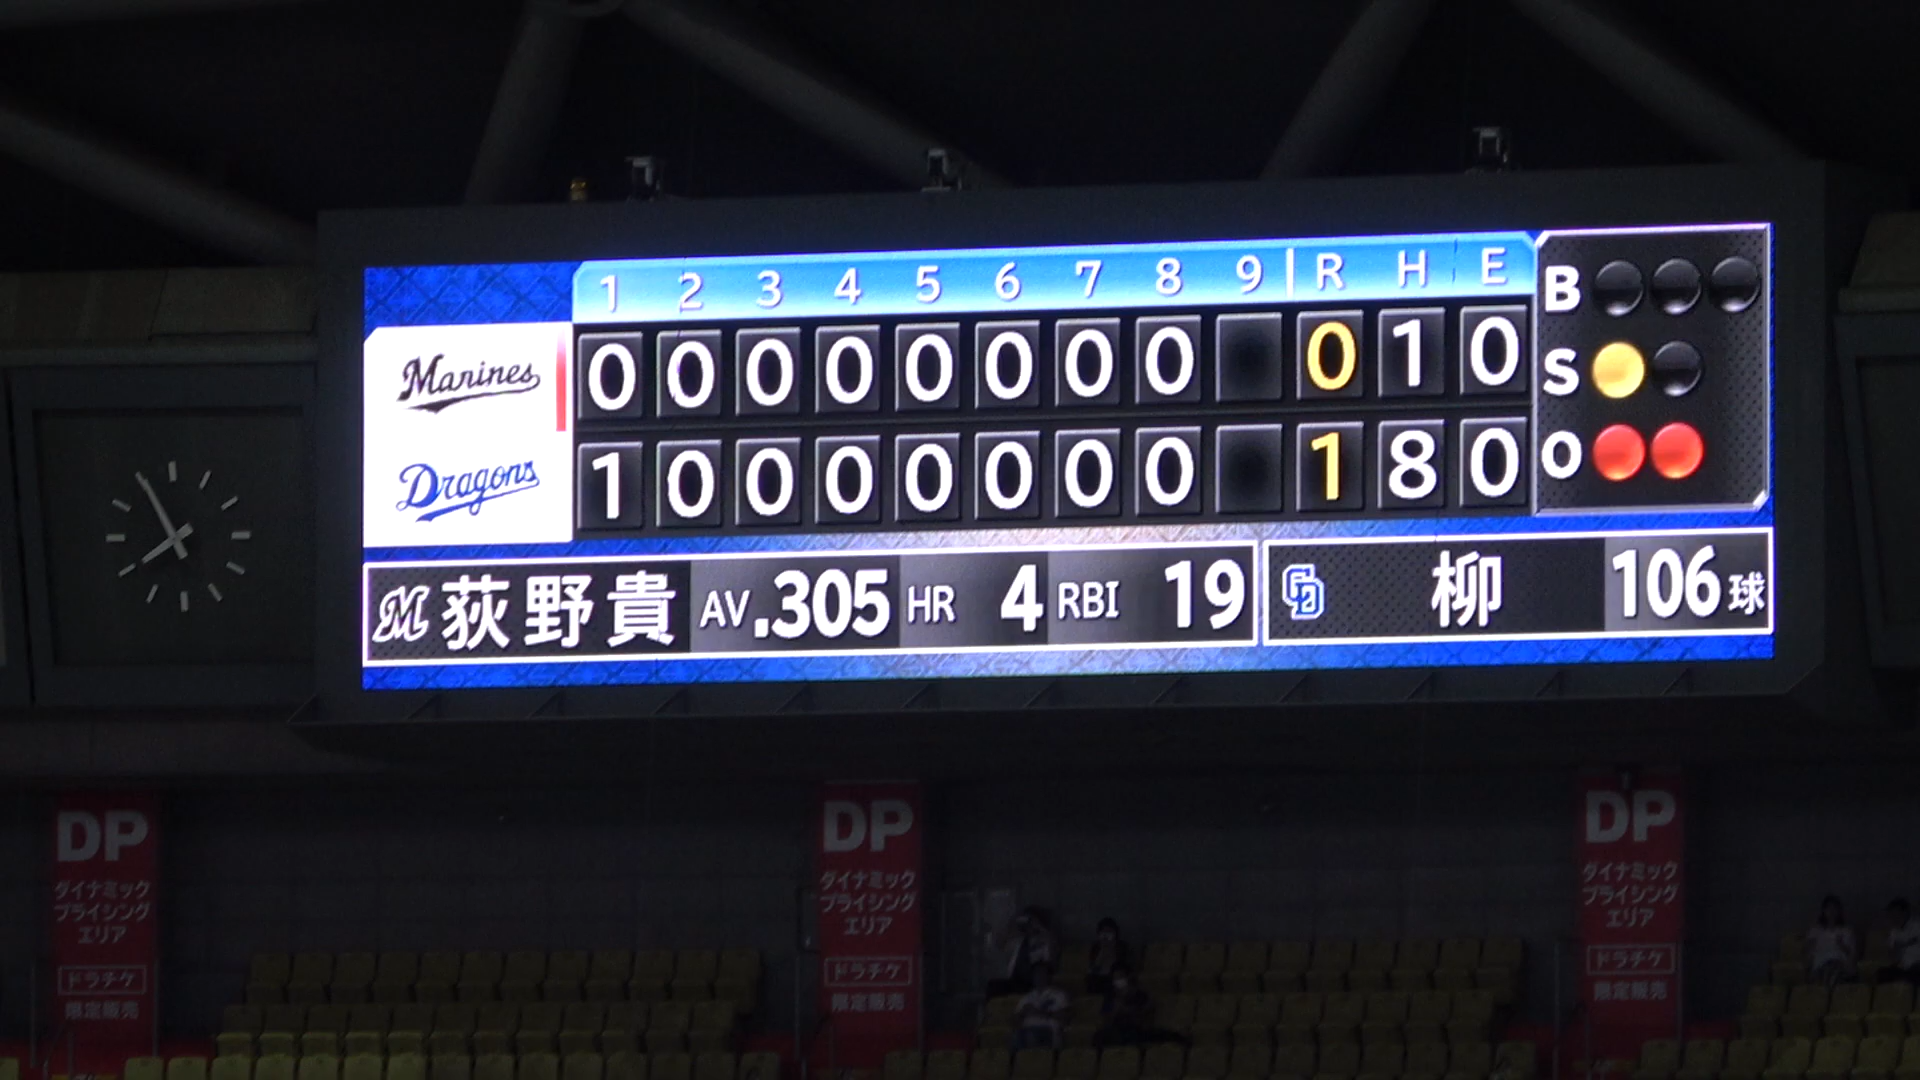 1 2 3 4 5 6 7 8 9 R H E
Marines 0 0 0 0 0 0 0 0 0 1 0
Dragons 1 0 0 0 0 0 0 0 1 8 0
B
S
O
M 荻野貴 AV .305 HR 4 RBI 19
CD 柳 106球
DP
ダイナミック
プライシング
エリア
ドラチケ
限定販売
DP
ダイナミック
プライシング
エリア
ドラチケ
限定販売
DP
ダイナミック
プライシング
エリア
ドラチケ
限定販売